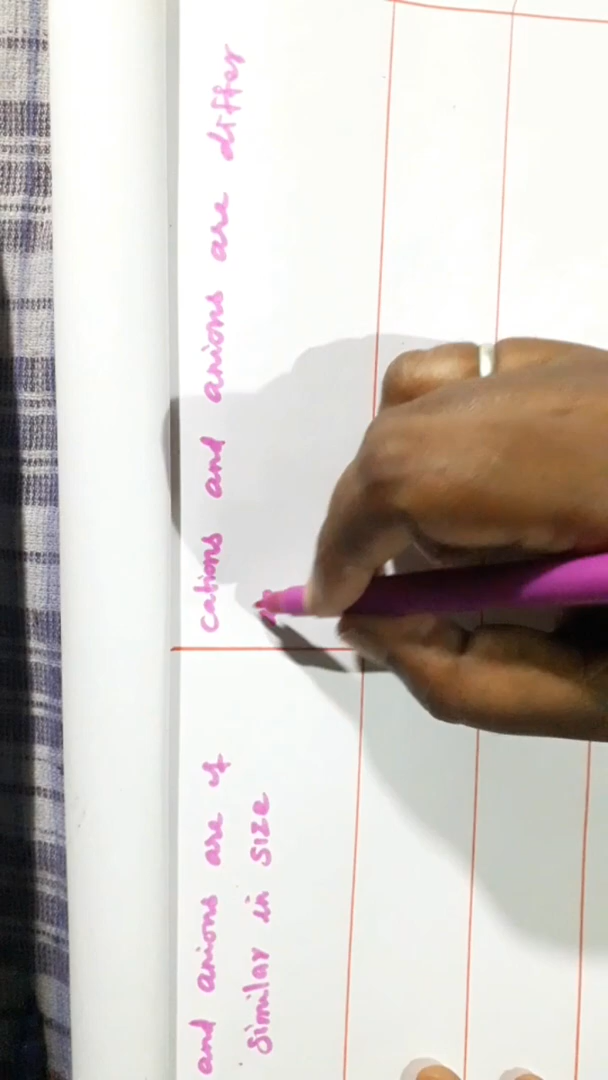 and anions are of
similar in size
cations and anions are differ